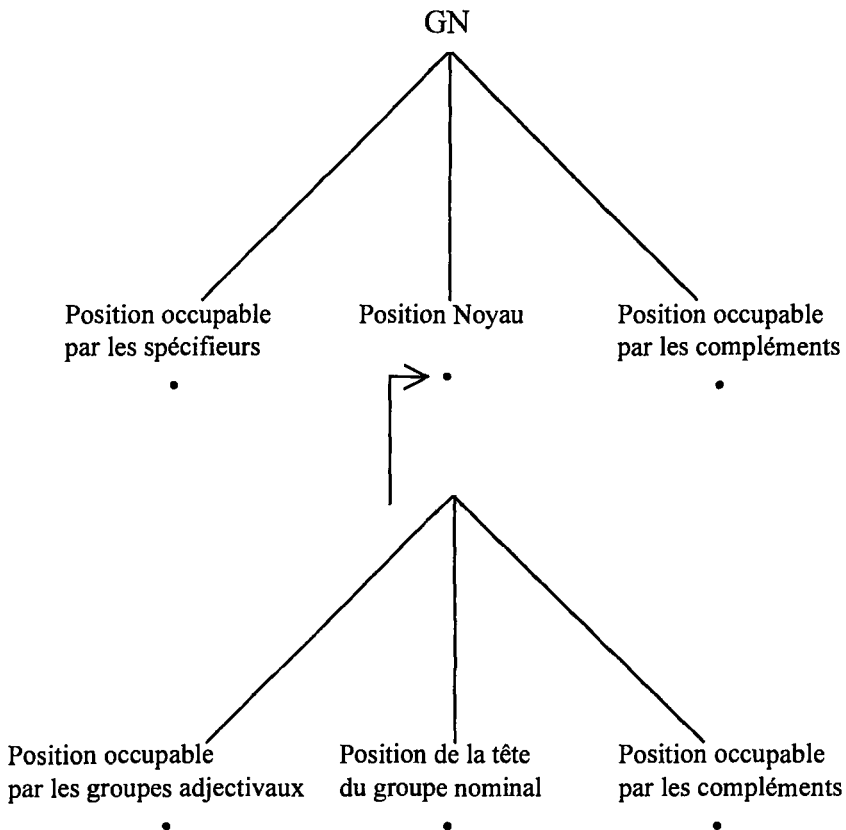 GN
Position occupable
par les spécifieurs
Position Noyau
Position occupable
par les compléments
Position occupable
par les groupes adjectivaux
Position de la tête
du groupe nominal
Position occupable
par les compléments